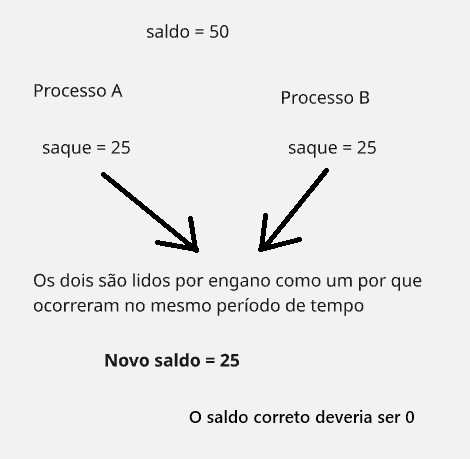 saldo = 50
Processo A
Processo B
saque = 25
saque = 25
Os dois são lidos por engano como um por que
ocorreram no mesmo período de tempo
Novo saldo = 25
O saldo correto deveria ser 0